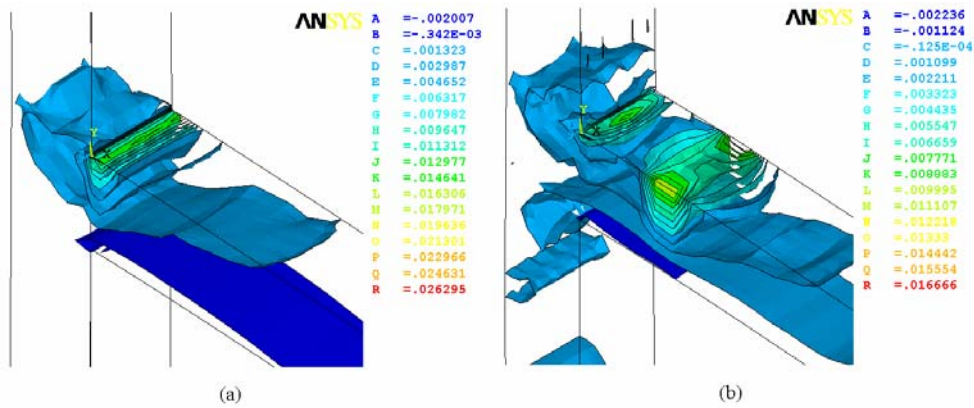 ANSYS
A =-.002007
B =-.342E-03
C =.001323
D =.002987
E =.004652
F =.006317
G =.007982
H =.009647
I =.011312
J =.012977
K =.014641
L =.016306
M =.017971
N =.019636
O =.021301
P =.022966
Q =.024631
R =.026295
Y
X
(a)
ANSYS
A =-.002236
B =-.001124
C =-.125E-04
D =.001099
E =.002211
F =.003323
G =.004435
H =.005547
I =.006659
J =.007771
K =.008883
L =.009995
M =.011107
N =.012218
O =.01333
P =.014442
Q =.015554
R =.016666
Y
X
(b)